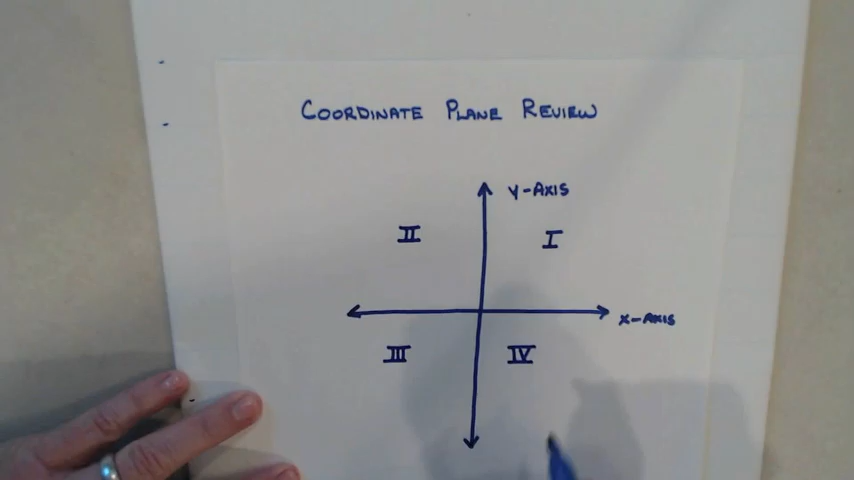 COORDINATE PLANE REVIEW
Y-AXIS
II
I
X-AXIS
III
IV